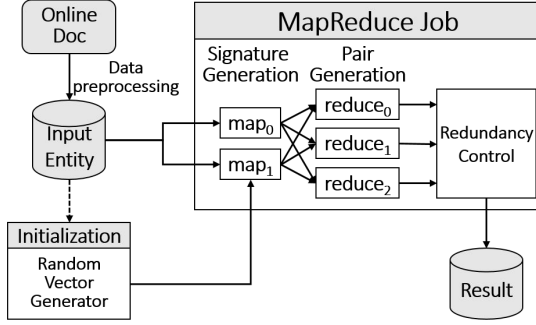 Online
Doc
Data
preprocessing
Input
Entity
Initialization
Random
Vector
Generator
MapReduce Job
Signature
Generation
Pair
Generation
map0
map1
reduce0
reduce1
reduce2
Redundancy
Control
Result